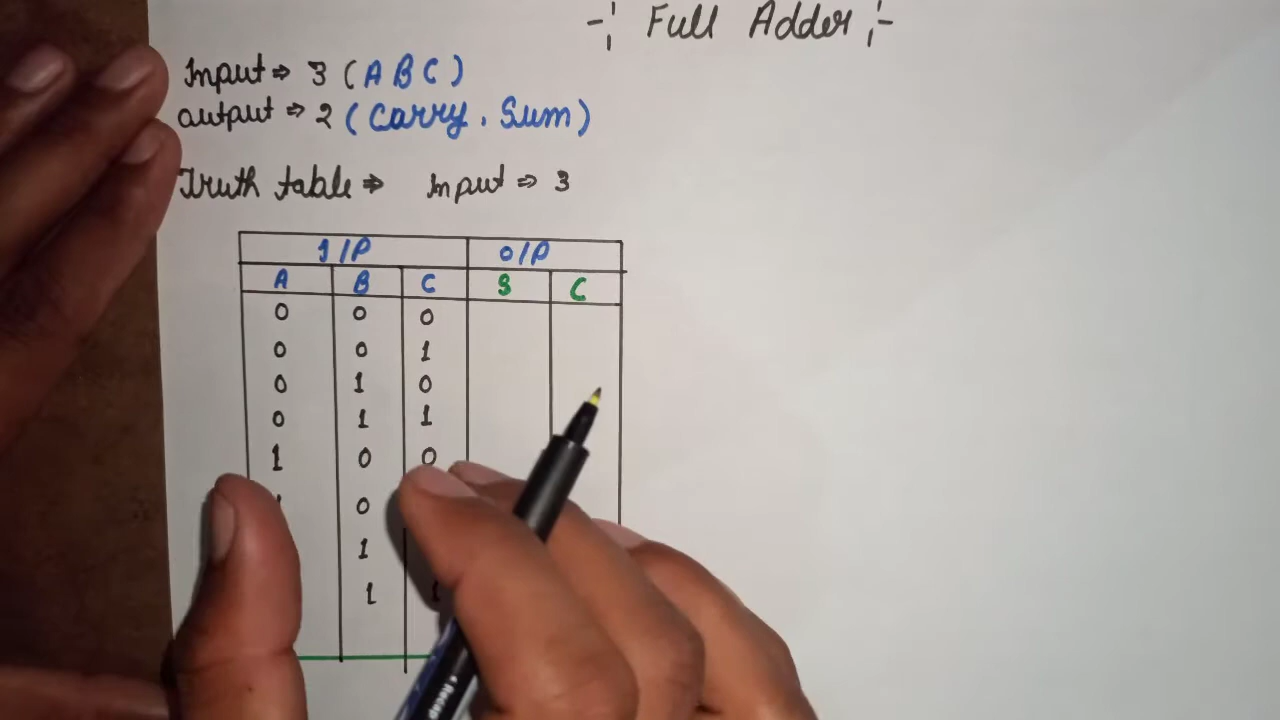 -¦ Full Adder ¦-
Input ⇒ 3 (A B C)
output ⇒ 2 (Carry, Sum)
Truth table ⇒ Input ⇒ 3
I/P O/P
A B C S C
0 0 0
0 0 1
0 1 0
0 1 1
1 0 0
0
1
1 1